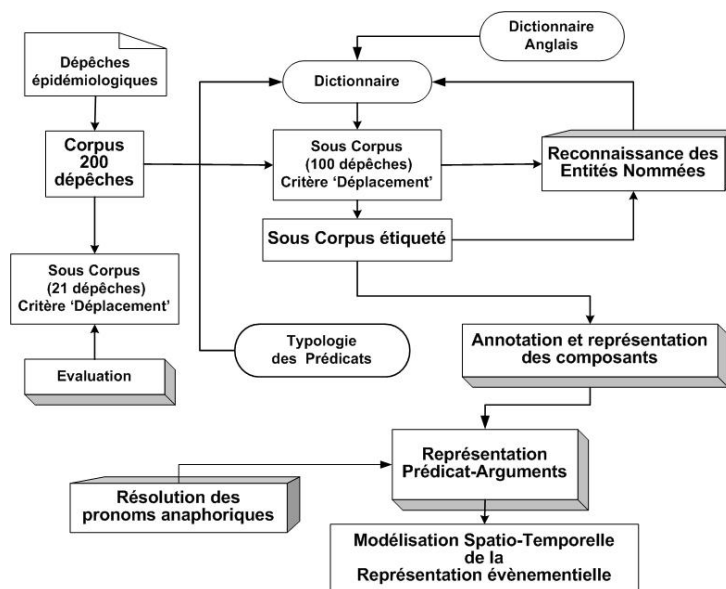 Dictionnaire
Anglais
Dépêches
épidémiologiques
Dictionnaire
Corpus
200
dépêches
Sous Corpus
(100 dépêches)
Critère ‘Déplacement’
Reconnaissance des
Entités Nommées
Sous Corpus étiqueté
Sous Corpus
(21 dépêches)
Critère ‘Déplacement’
Typologie
des Prédicats
Annotation et représentation
des composants
Evaluation
Représentation
Prédicat-Arguments
Résolution des
pronoms anaphoriques
Modélisation Spatio-Temporelle
de la
Représentation évènementielle